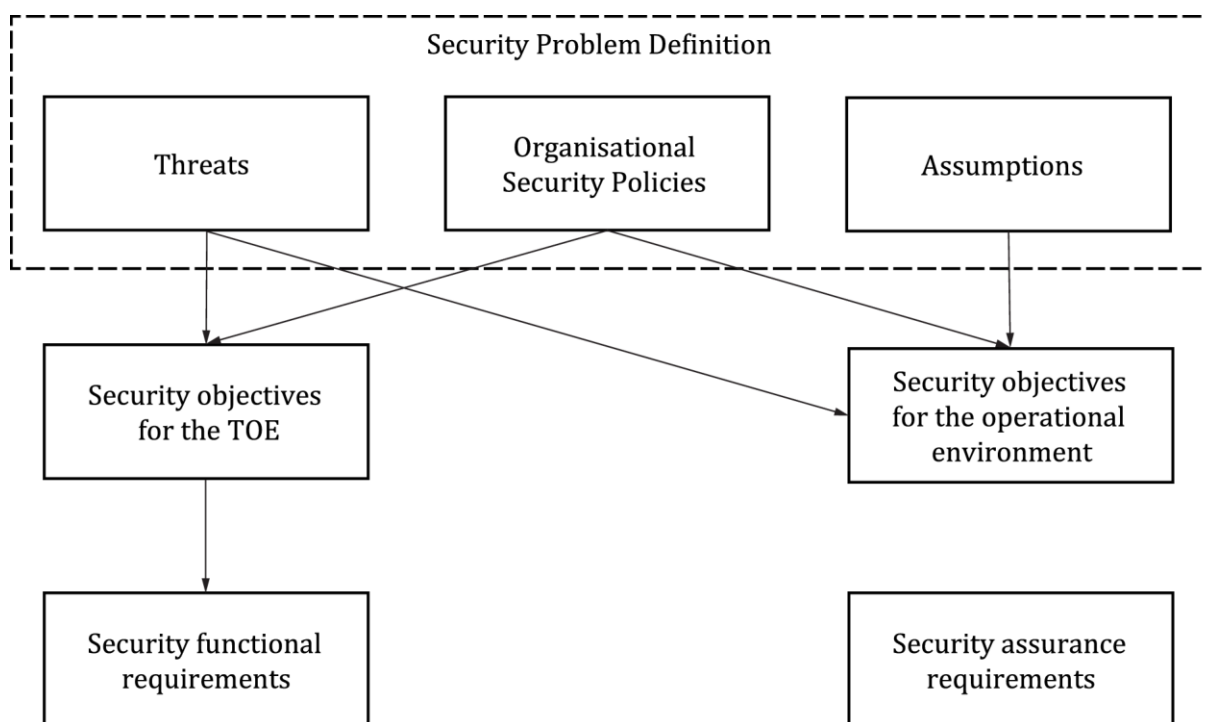 Security Problem Definition
Threats
Organisational
Security Policies
Assumptions
Security objectives
for the TOE
Security objectives
for the operational
environment
Security functional
requirements
Security assurance
requirements